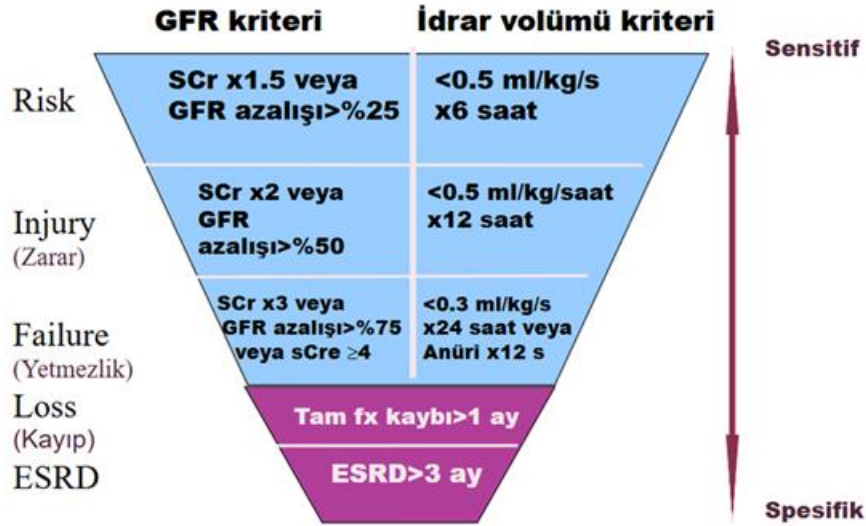 GFR kriteri
İdrar volümü kriteri
Sensitif
Risk
SCr x1.5 veya
GFR azalışı>%25
<0.5 ml/kg/s
x6 saat
Injury
(Zarar)
SCr x2 veya
GFR
azalışı>%50
<0.5 ml/kg/saat
x12 saat
Failure
(Yetmezlik)
SCr x3 veya
GFR azalışı>%75
veya sCre ≥4
<0.3 ml/kg/s
x24 saat veya
Anüri x12 s
Loss
(Kayıp)
Tam fx kaybı>1 ay
ESRD
ESRD>3 ay
Spesifik